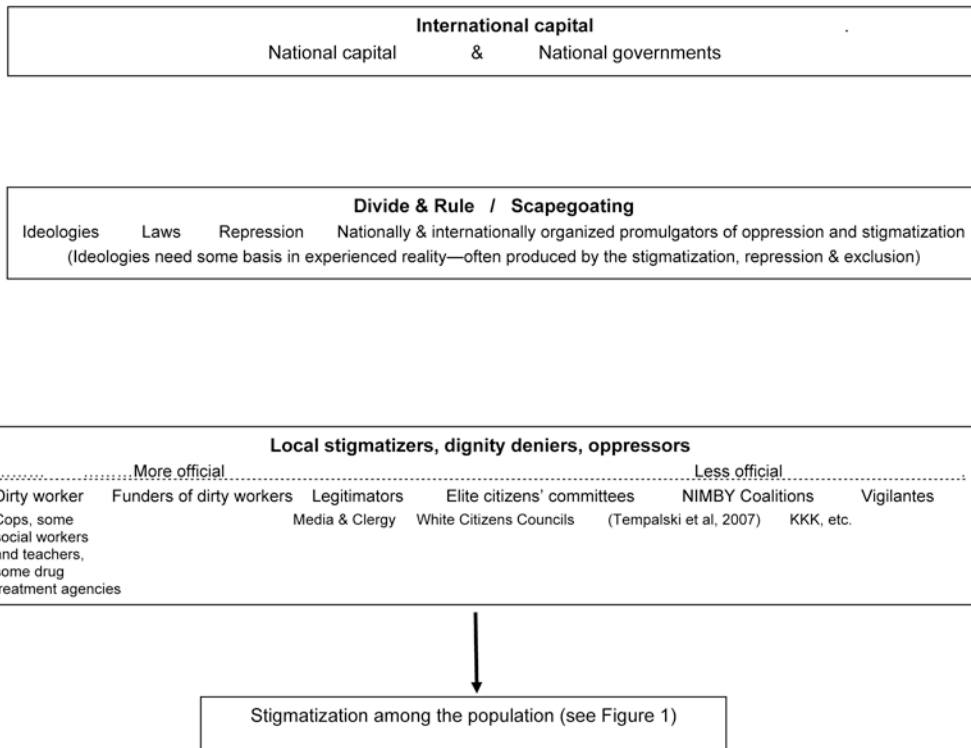 International capital
National capital & National governments
Divide & Rule / Scapegoating
Ideologies Laws Repression Nationally & internationally organized promulgators of oppression and stigmatization
(Ideologies need some basis in experienced reality—often produced by the stigmatization, repression & exclusion)
Local stigmatizers, dignity deniers, oppressors
......... .........More official Less official
Dirty worker Funders of dirty workers Legitimators Elite citizens' committees NIMBY Coalitions Vigilantes
Cops, some Media & Clergy White Citizens Councils (Tempalski et al, 2007) KKK, etc.
social workers
and teachers,
some drug
treatment agencies
Stigmatization among the population (see Figure 1)